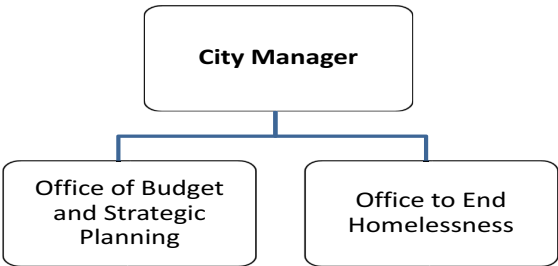 City Manager
Office of Budget
and Strategic
Planning
Office to End
Homelessness